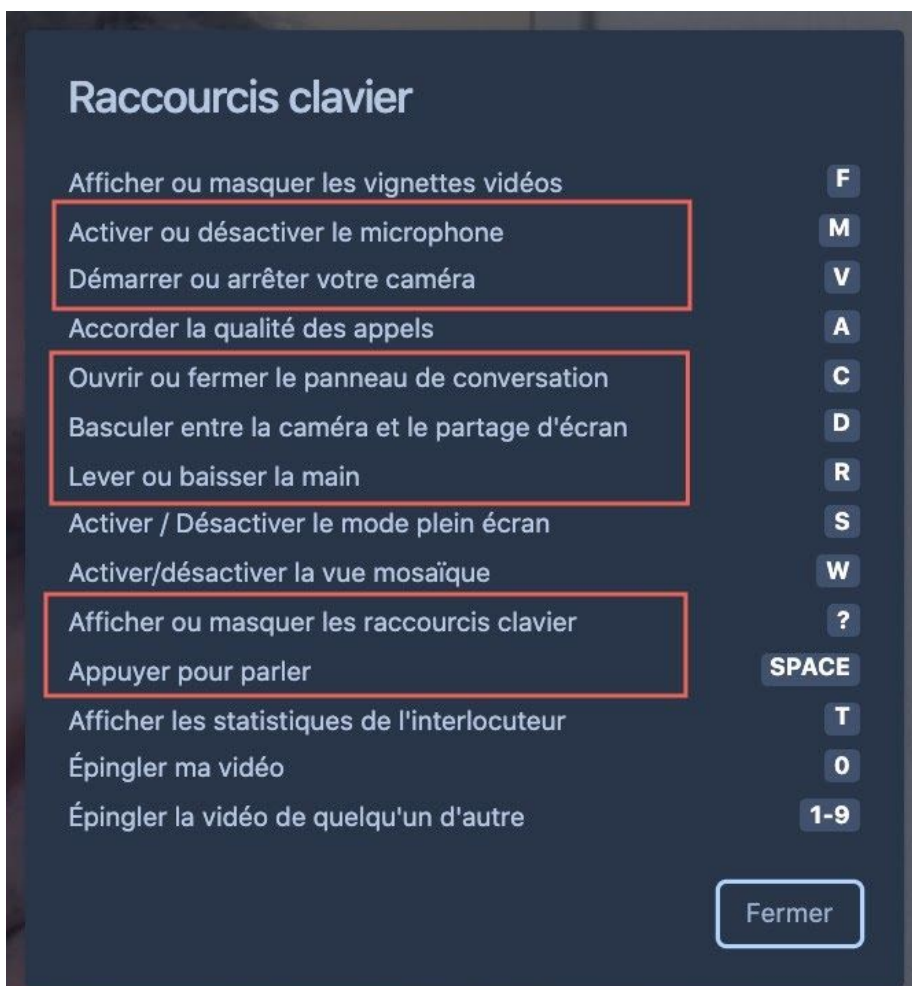 Raccourcis clavier
Afficher ou masquer les vignettes vidéos F
Activer ou désactiver le microphone M
Démarrer ou arrêter votre caméra V
Accorder la qualité des appels A
Ouvrir ou fermer le panneau de conversation C
Basculer entre la caméra et le partage d'écran D
Lever ou baisser la main R
Activer / Désactiver le mode plein écran S
Activer/désactiver la vue mosaïque W
Afficher ou masquer les raccourcis clavier ?
Appuyer pour parler SPACE
Afficher les statistiques de l'interlocuteur T
Épingler ma vidéo 0
Épingler la vidéo de quelqu'un d'autre 1-9
Fermer